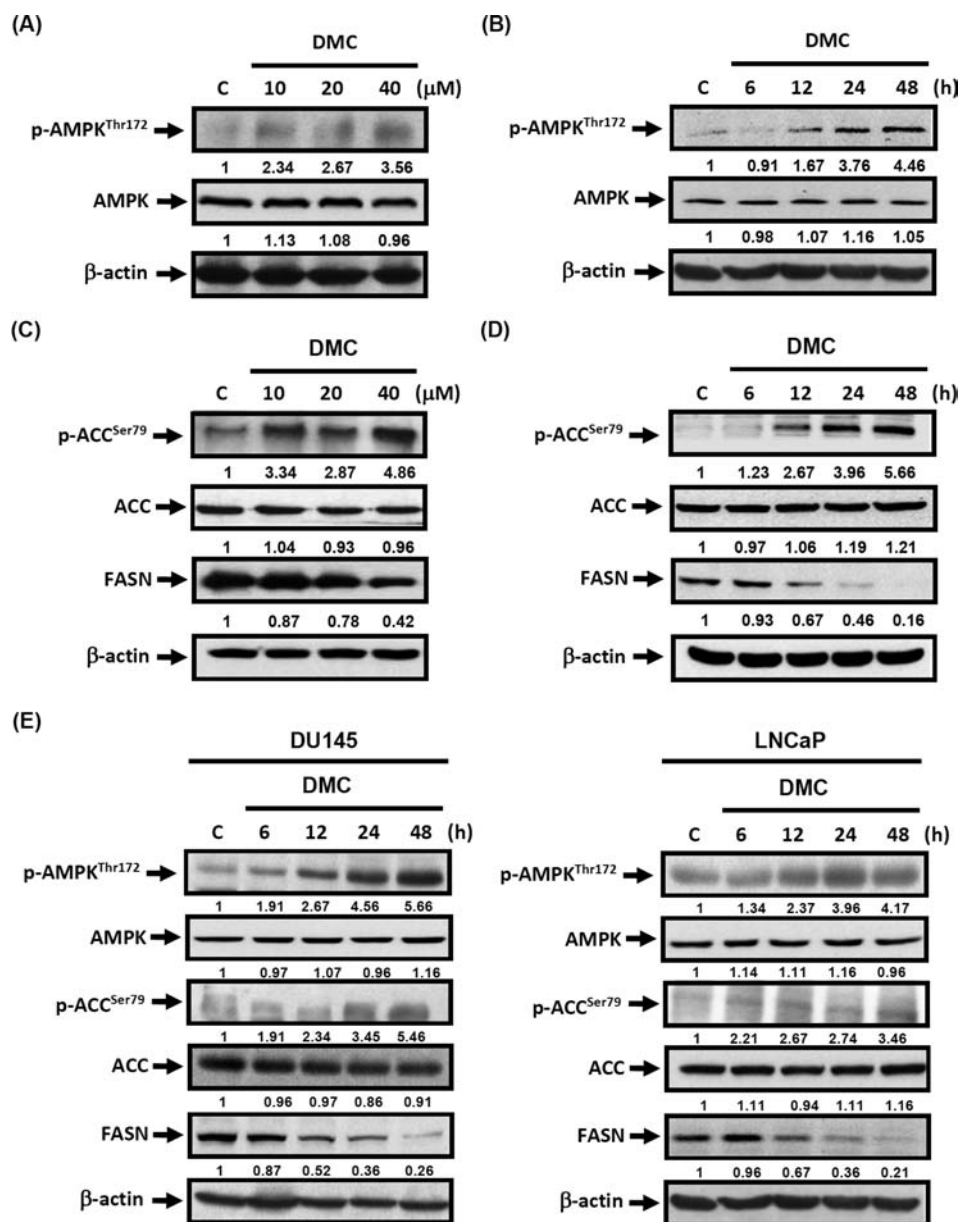 (A)
DMC
C 10 20 40 (μM)
p-AMPKThr172
1 2.34 2.67 3.56
AMPK
1 1.13 1.08 0.96
β-actin
(B)
DMC
C 6 12 24 48 (h)
p-AMPKThr172
1 0.91 1.67 3.76 4.46
AMPK
1 0.98 1.07 1.16 1.05
β-actin
(C)
DMC
C 10 20 40 (μM)
p-ACCSer79
1 3.34 2.87 4.86
ACC
1 1.04 0.93 0.96
FASN
1 0.87 0.78 0.42
β-actin
(D)
DMC
C 6 12 24 48 (h)
p-ACCSer79
1 1.23 2.67 3.96 5.66
ACC
1 0.97 1.06 1.19 1.21
FASN
1 0.93 0.67 0.46 0.16
β-actin
(E)
DU145
DMC
C 6 12 24 48 (h)
p-AMPKThr172
1 1.91 2.67 4.56 5.66
AMPK
1 0.97 1.07 0.96 1.16
p-ACCSer79
1 1.91 2.34 3.45 5.46
ACC
1 0.96 0.97 0.86 0.91
FASN
1 0.87 0.52 0.36 0.26
β-actin
LNCaP
DMC
C 6 12 24 48 (h)
p-AMPKThr172
1 1.34 2.37 3.96 4.17
AMPK
1 1.14 1.11 1.16 0.96
p-ACCSer79
1 2.21 2.67 2.74 3.46
ACC
1 1.11 0.94 1.11 1.16
FASN
1 0.96 0.67 0.36 0.21
β-actin